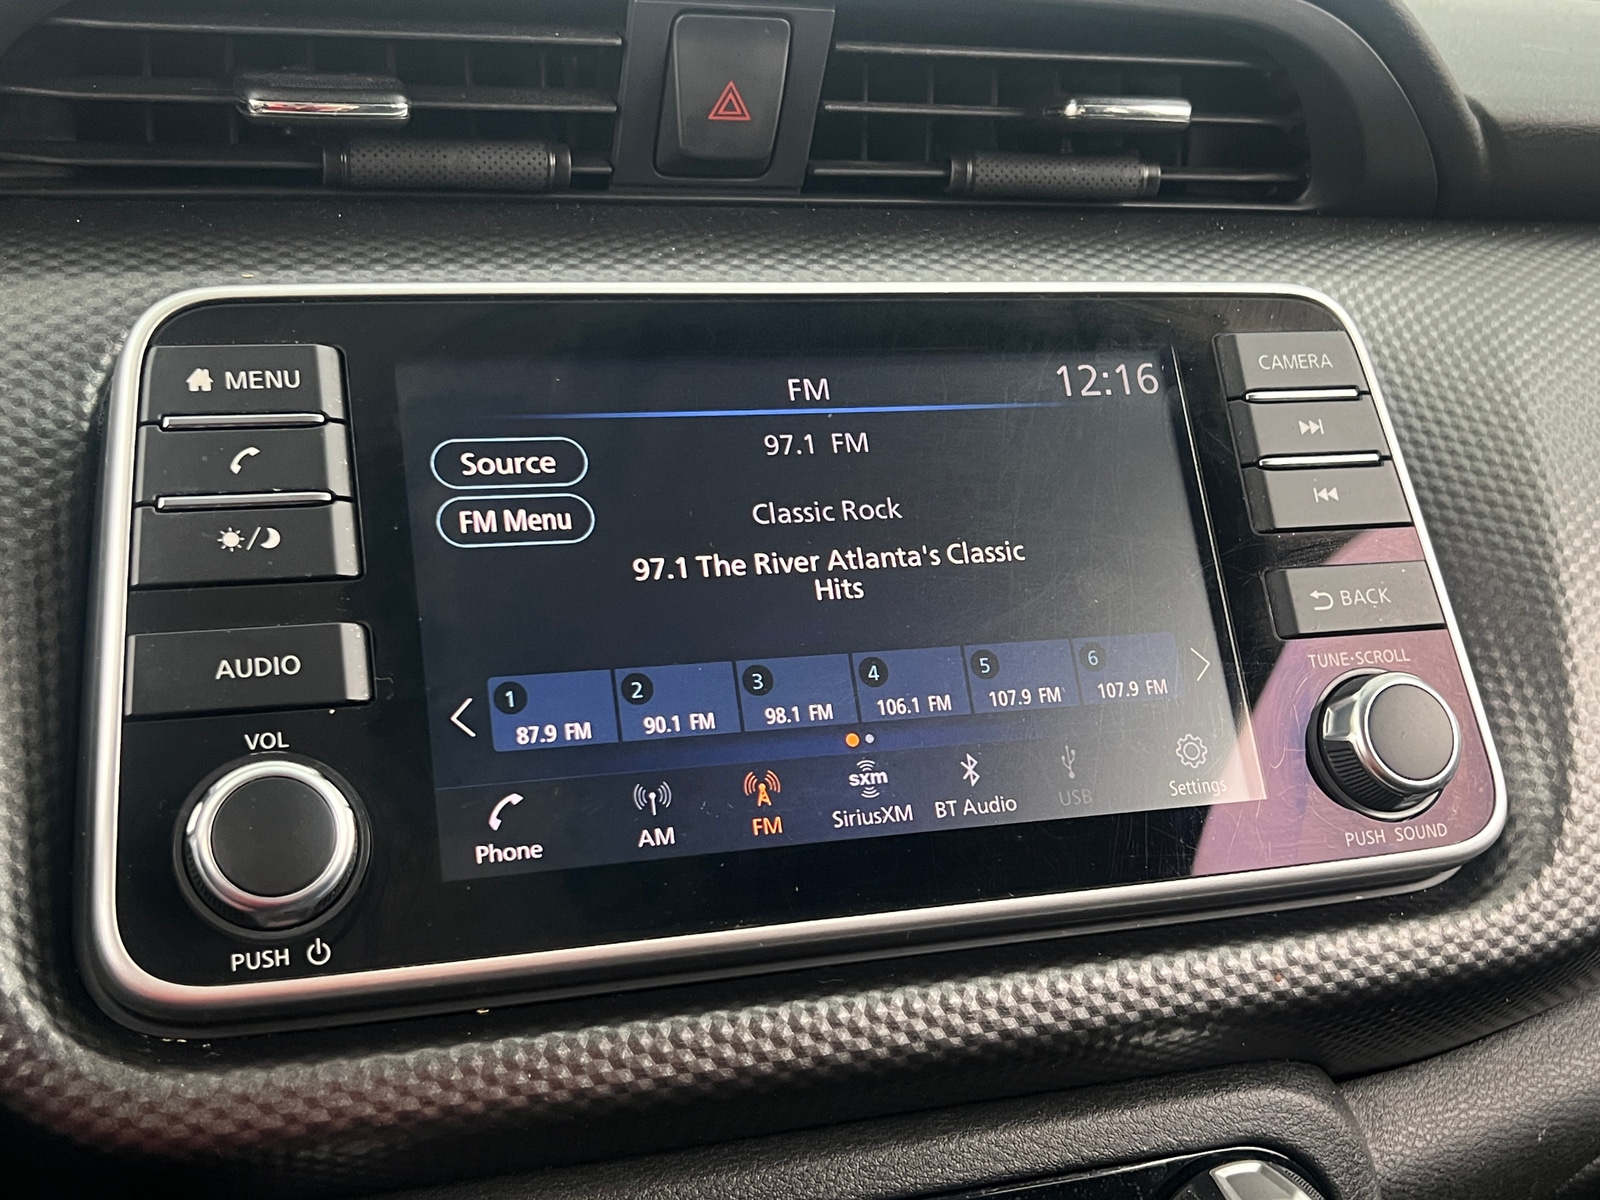 MENU
AUDIO
VOL
PUSH
FM
12:16
Source
97.1 FM
FM Menu
Classic Rock
97.1 The River Atlanta's Classic
Hits
1
87.9 FM
2
90.1 FM
3
98.1 FM
4
106.1 FM
5
107.9 FM
6
107.9 FM
Phone
AM
FM
sxm
SiriusXM
BT Audio
USB
Settings
CAMERA
BACK
TUNE·SCROLL
PUSH SOUND